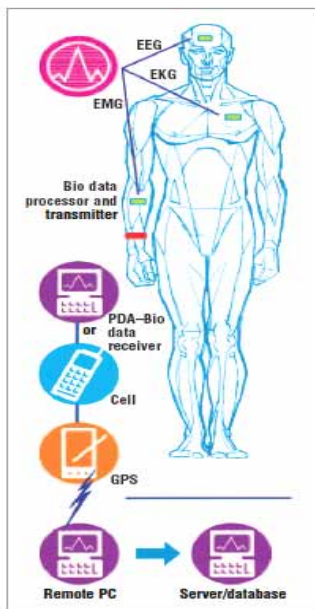 EEG
EKG
EMG
Bio data
processor and
transmitter
PDA–Bio
or data
receiver
Cell
GPS
Remote PC
Server/database